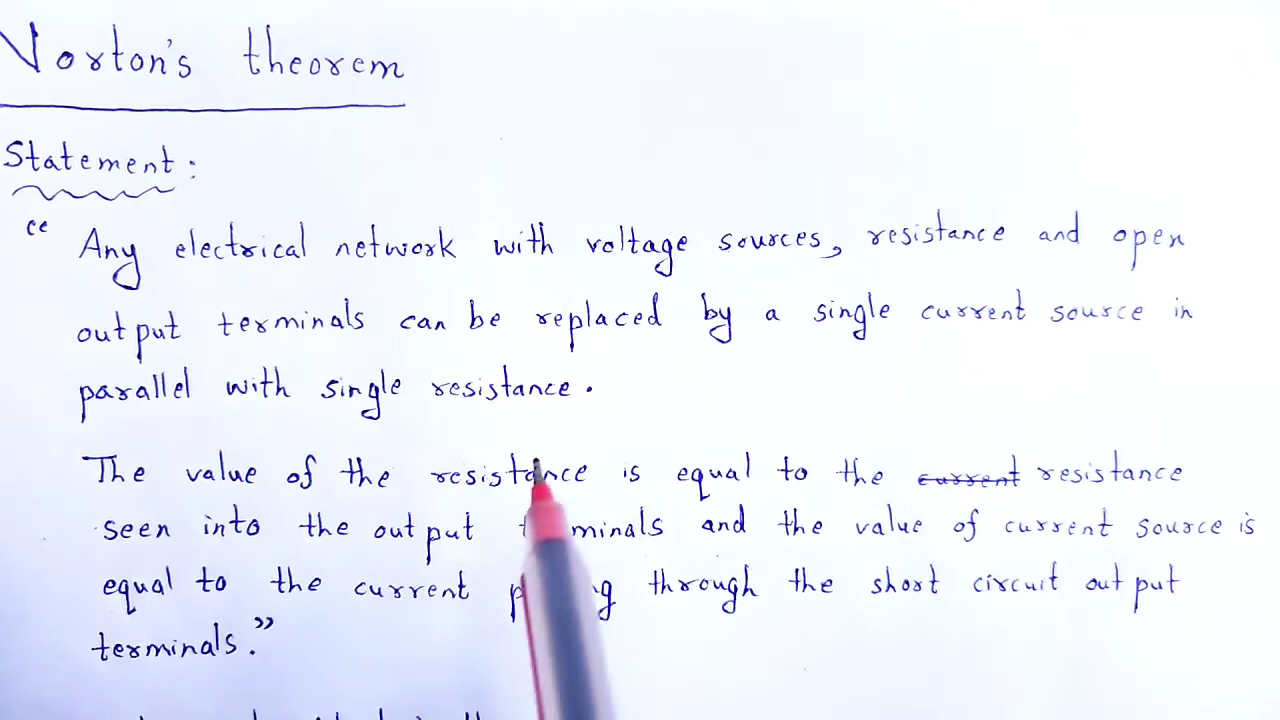 Norton's theorem
Statement :
“ Any electrical network with voltage sources, resistance and open
output terminals can be replaced by a single current source in
parallel with single resistance .
The value of the resistance is equal to the current resistance
seen into the output minals and the value of current source is
equal to the current through the short circuit output
terminals.”